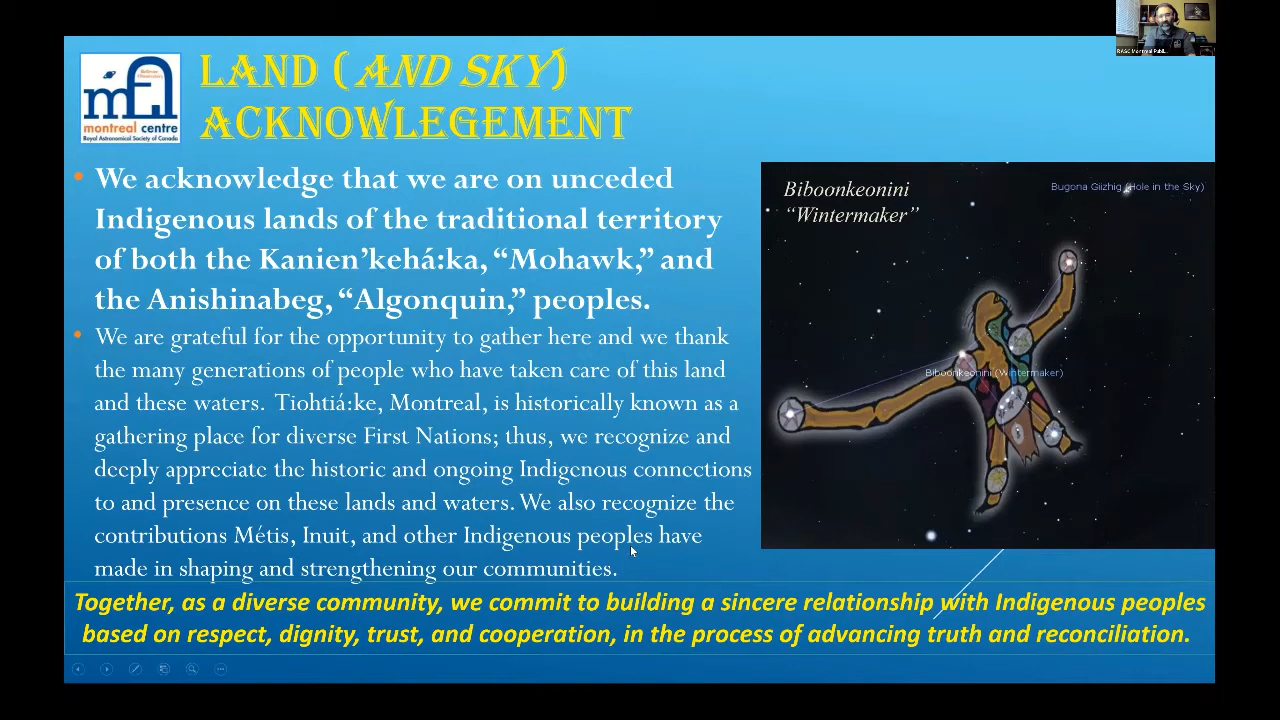 LAND (AND SKY)
ACKNOWLEGEMENT
montreal centre
Royal Astronomical Society of Canada
• We acknowledge that we are on unceded
Indigenous lands of the traditional territory
of both the Kanien’kehá:ka, “Mohawk,” and
the Anishinabeg, “Algonquin,” peoples.
• We are grateful for the opportunity to gather here and we thank
the many generations of people who have taken care of this land
and these waters. Tiohtiá:ke, Montreal, is historically known as a
gathering place for diverse First Nations; thus, we recognize and
deeply appreciate the historic and ongoing Indigenous connections
to and presence on these lands and waters. We also recognize the
contributions Métis, Inuit, and other Indigenous peoples have
made in shaping and strengthening our communities.
Biboonkeonini
“Wintermaker”
Bugona Giizhig (Hole in the Sky)
Biboonkeonini (Wintermaker)
Together, as a diverse community, we commit to building a sincere relationship with Indigenous peoples
based on respect, dignity, trust, and cooperation, in the process of advancing truth and reconciliation.
RASC Montreal Publi...